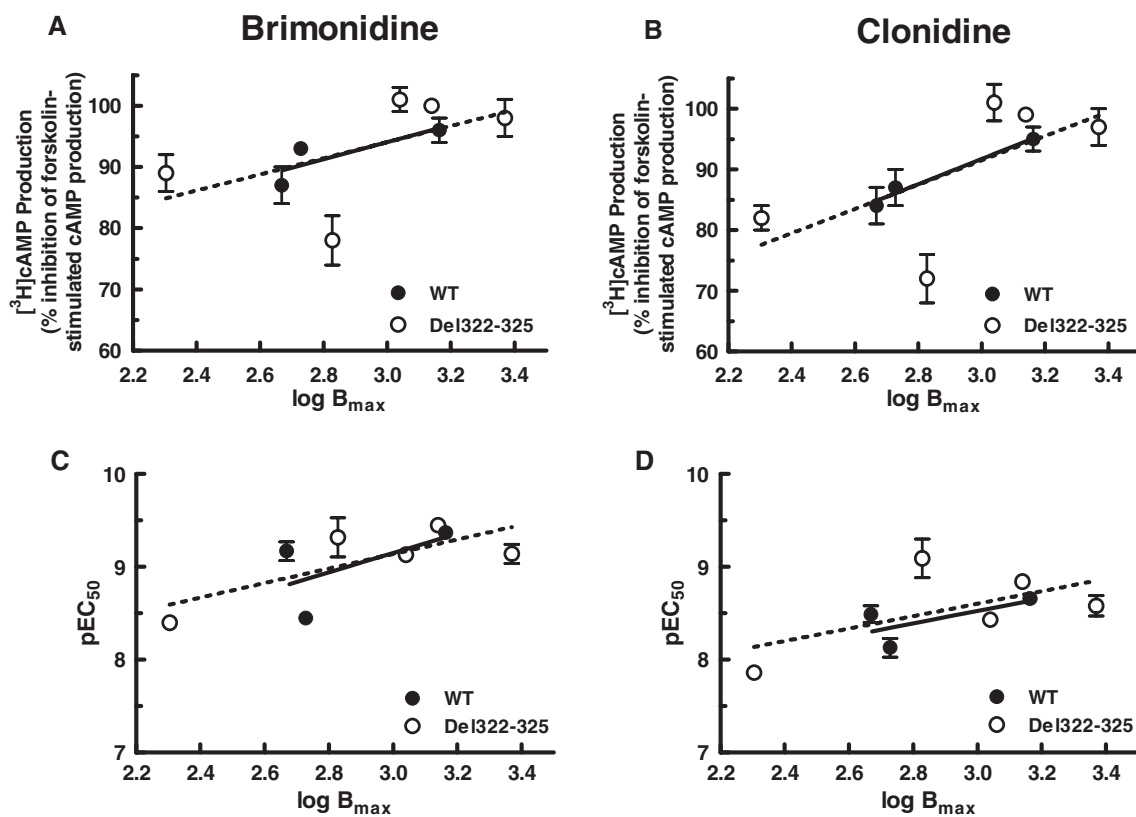 A
Brimonidine
[³H]cAMP Production
(% inhibition of forskolin-
stimulated cAMP production)
100
90
80
70
60
WT
Del322-325
2.2 2.4 2.6 2.8 3.0 3.2 3.4
log Bmax
B
Clonidine
[³H]cAMP Production
(% inhibition of forskolin-
stimulated cAMP production)
100
90
80
70
60
WT
Del322-325
2.2 2.4 2.6 2.8 3.0 3.2 3.4
log Bmax
C
pEC50
10
9
8
7
WT
Del322-325
2.2 2.4 2.6 2.8 3.0 3.2 3.4
log Bmax
D
pEC50
10
9
8
7
WT
Del322-325
2.2 2.4 2.6 2.8 3.0 3.2 3.4
log Bmax